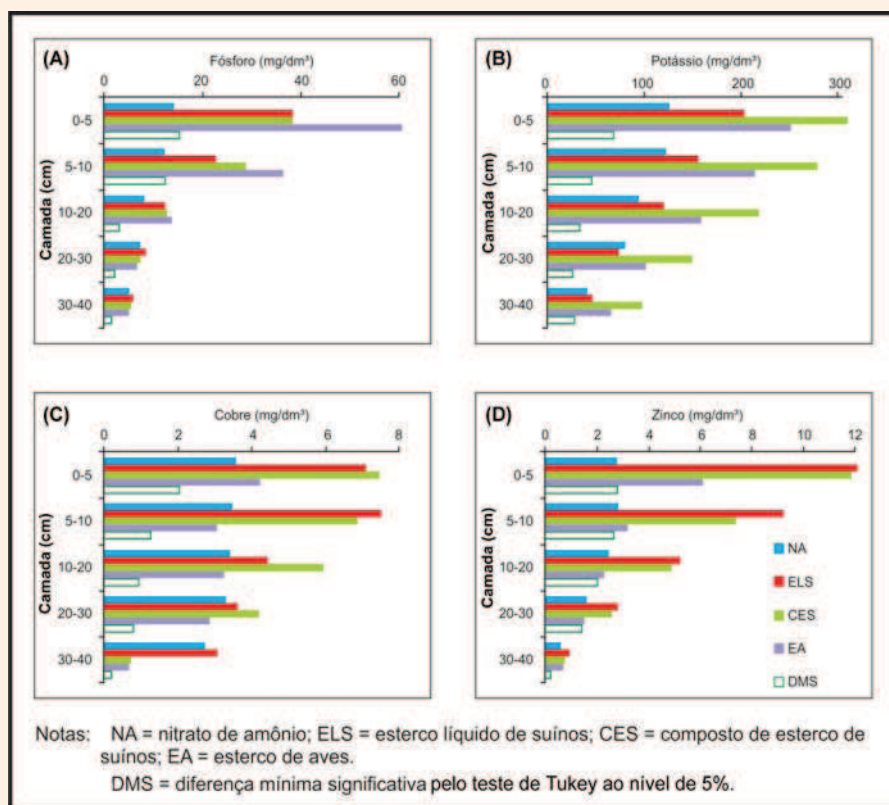 (A)
Fósforo (mg/dm³)
0 20 40 60
Camada (cm)
0-5
5-10
10-20
20-30
30-40
(B)
Potássio (mg/dm³)
0 100 200 300
Camada (cm)
0-5
5-10
10-20
20-30
30-40
(C)
Cobre (mg/dm³)
0 2 4 6 8
Camada (cm)
0-5
5-10
10-20
20-30
30-40
(D)
Zinco (mg/dm³)
0 2 4 6 8 10 12
Camada (cm)
0-5
5-10
10-20
20-30
30-40
NA
ELS
CES
EA
DMS
Notas: NA = nitrato de amônio; ELS = esterco líquido de suínos; CES = composto de esterco de
suínos; EA = esterco de aves.
DMS = diferença mínima significativa pelo teste de Tukey ao nível de 5%.